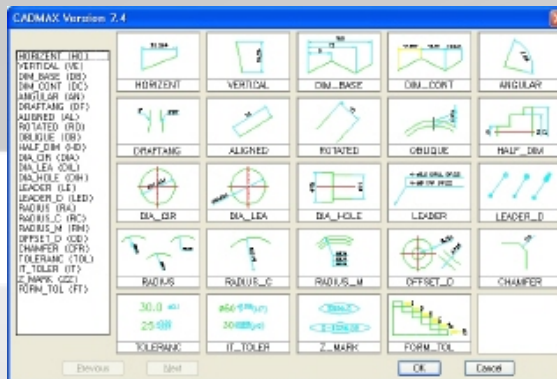 CADMAX Version 7.4
HORIZENT (HO)
VERTICAL (VE)
DIM_BASE (DB)
DIM_CONT (DC)
ANGULAR (AN)
DRAFTANG (DF)
ALIGNED (AL)
ROTATED (RO)
OBLIQUE (OB)
HALF_DIM (HD)
DIA_CIR (DIA)
DIA_LEA (DIL)
DIA_HOLE (DIH)
LEADER (LE)
LEADER_D (LED)
RADIUS (RA)
RADIUS_C (RC)
RADIUS_M (RM)
OFFSET_D (OD)
CHAMFER (CFR)
TOLERANC (TOL)
IT_TOLER (IT)
Z_MARK (ZZ)
FORM_TOL (FT)
HORIZENT VERTICAL DIM_BASE DIM_CONT ANGULAR
DRAFTANG ALIGNED ROTATED OBLIQUE HALF_DIM
DIA_CIR DIA_LEA DIA_HOLE LEADER LEADER_D
RADIUS RADIUS_C RADIUS_M OFFSET_D CHAMFER
30.0
TOLERANC IT_TOLER Z_MARK FORM_TOL
Previous Next OK Cancel